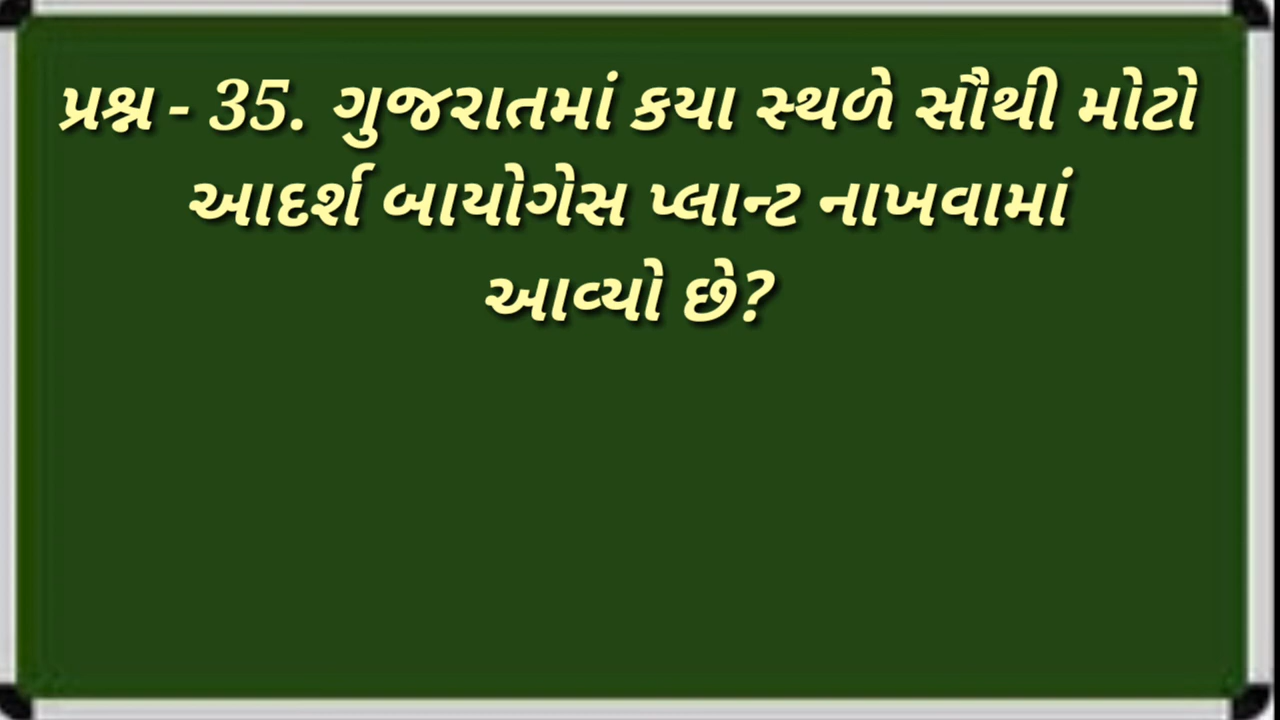 પ્રશ્ન - 35. ગુજરાતમાં કયા સ્થળે સૌથી મોટો
આદર્શ બાયોગેસ પ્લાન્ટ નાખવામાં
આવ્યો છે?